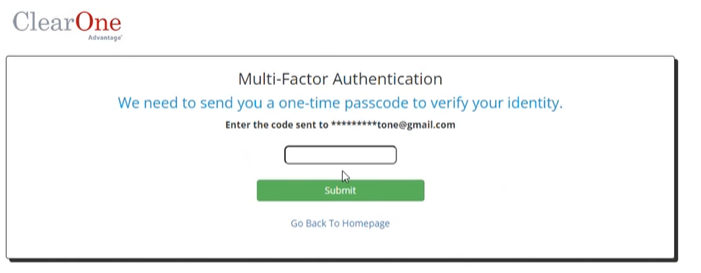 ClearOne
Advantage®
Multi-Factor Authentication
We need to send you a one-time passcode to verify your identity.
Enter the code sent to *********tone@gmail.com
Submit
Go Back To Homepage